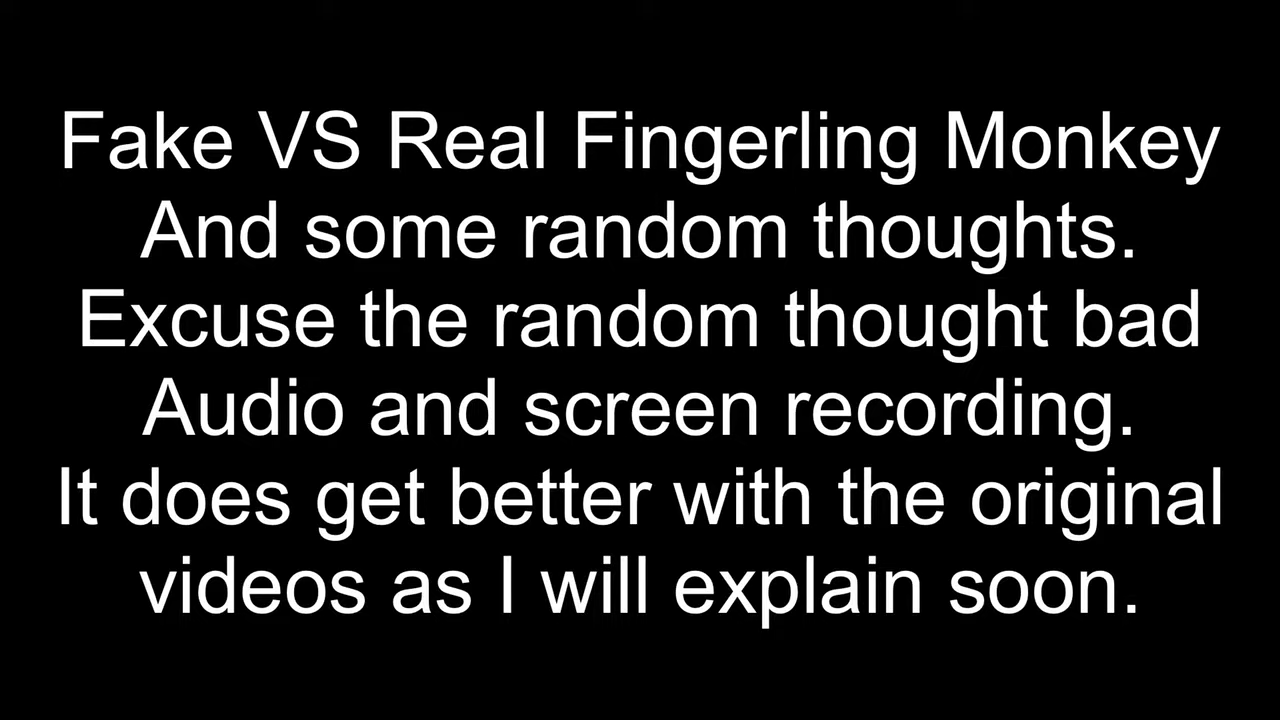 Fake VS Real Fingerling Monkey
And some random thoughts.
Excuse the random thought bad
Audio and screen recording.
It does get better with the original
videos as I will explain soon.